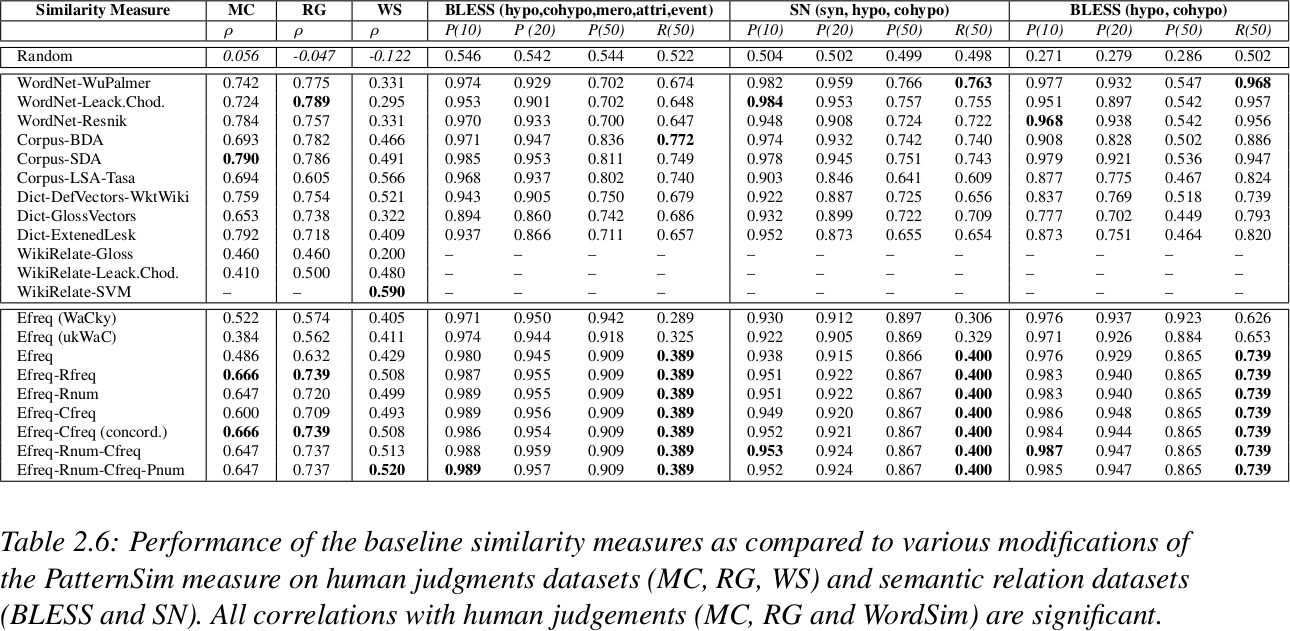 Similarity Measure MC RG WS BLESS (hypo,cohypo,mero,attri,event) SN (syn, hypo, cohypo) BLESS (hypo, cohypo)
ρ ρ ρ P(10) P (20) P(50) R(50) P(10) P(20) P(50) R(50) P(10) P(20) P(50) R(50)
Random 0.056 -0.047 -0.122 0.546 0.542 0.544 0.522 0.504 0.502 0.499 0.498 0.271 0.279 0.286 0.502
WordNet-WuPalmer 0.742 0.775 0.331 0.974 0.929 0.702 0.674 0.982 0.959 0.766 0.763 0.977 0.932 0.547 0.968
WordNet-Leack.Chod. 0.724 0.789 0.295 0.953 0.901 0.702 0.648 0.984 0.953 0.757 0.755 0.951 0.897 0.542 0.957
WordNet-Resnik 0.784 0.757 0.331 0.970 0.933 0.700 0.647 0.948 0.908 0.724 0.722 0.968 0.938 0.542 0.956
Corpus-BDA 0.693 0.782 0.466 0.971 0.947 0.836 0.772 0.974 0.932 0.742 0.740 0.908 0.828 0.502 0.886
Corpus-SDA 0.790 0.786 0.491 0.985 0.953 0.811 0.749 0.978 0.945 0.751 0.743 0.979 0.921 0.536 0.947
Corpus-LSA-Tasa 0.694 0.605 0.566 0.968 0.937 0.802 0.740 0.903 0.846 0.641 0.609 0.877 0.775 0.467 0.824
Dict-DefVectors-WktWiki 0.759 0.754 0.521 0.943 0.905 0.750 0.679 0.922 0.887 0.725 0.656 0.837 0.769 0.518 0.739
Dict-GlossVectors 0.653 0.738 0.322 0.894 0.860 0.742 0.686 0.932 0.899 0.722 0.709 0.777 0.702 0.449 0.793
Dict-ExtenedLesk 0.792 0.718 0.409 0.937 0.866 0.711 0.657 0.952 0.873 0.655 0.654 0.873 0.751 0.464 0.820
WikiRelate-Gloss 0.460 0.460 0.200 – – – – – – – – – – – –
WikiRelate-Leack.Chod. 0.410 0.500 0.480 – – – – – – – – – – – –
WikiRelate-SVM – – 0.590 – – – – – – – – – – – –
Efreq (WaCky) 0.522 0.574 0.405 0.971 0.950 0.942 0.289 0.930 0.912 0.897 0.306 0.976 0.937 0.923 0.626
Efreq (ukWaC) 0.384 0.562 0.411 0.974 0.944 0.918 0.325 0.922 0.905 0.869 0.329 0.971 0.926 0.884 0.653
Efreq 0.486 0.632 0.429 0.980 0.945 0.909 0.389 0.938 0.915 0.866 0.400 0.976 0.929 0.865 0.739
Efreq-Rfreq 0.666 0.739 0.508 0.987 0.955 0.909 0.389 0.951 0.922 0.867 0.400 0.983 0.940 0.865 0.739
Efreq-Rnum 0.647 0.720 0.499 0.989 0.955 0.909 0.389 0.951 0.922 0.867 0.400 0.983 0.940 0.865 0.739
Efreq-Cfreq 0.600 0.709 0.493 0.989 0.956 0.909 0.389 0.949 0.920 0.867 0.400 0.986 0.948 0.865 0.739
Efreq-Cfreq (concord.) 0.666 0.739 0.508 0.986 0.954 0.909 0.389 0.952 0.921 0.867 0.400 0.984 0.944 0.865 0.739
Efreq-Rnum-Cfreq 0.647 0.737 0.513 0.988 0.959 0.909 0.389 0.953 0.924 0.867 0.400 0.987 0.947 0.865 0.739
Efreq-Rnum-Cfreq-Pnum 0.647 0.737 0.520 0.989 0.957 0.909 0.389 0.952 0.924 0.867 0.400 0.985 0.947 0.865 0.739
Table 2.6: Performance of the baseline similarity measures as compared to various modifications of
the PatternSim measure on human judgments datasets (MC, RG, WS) and semantic relation datasets
(BLESS and SN). All correlations with human judgements (MC, RG and WordSim) are significant.